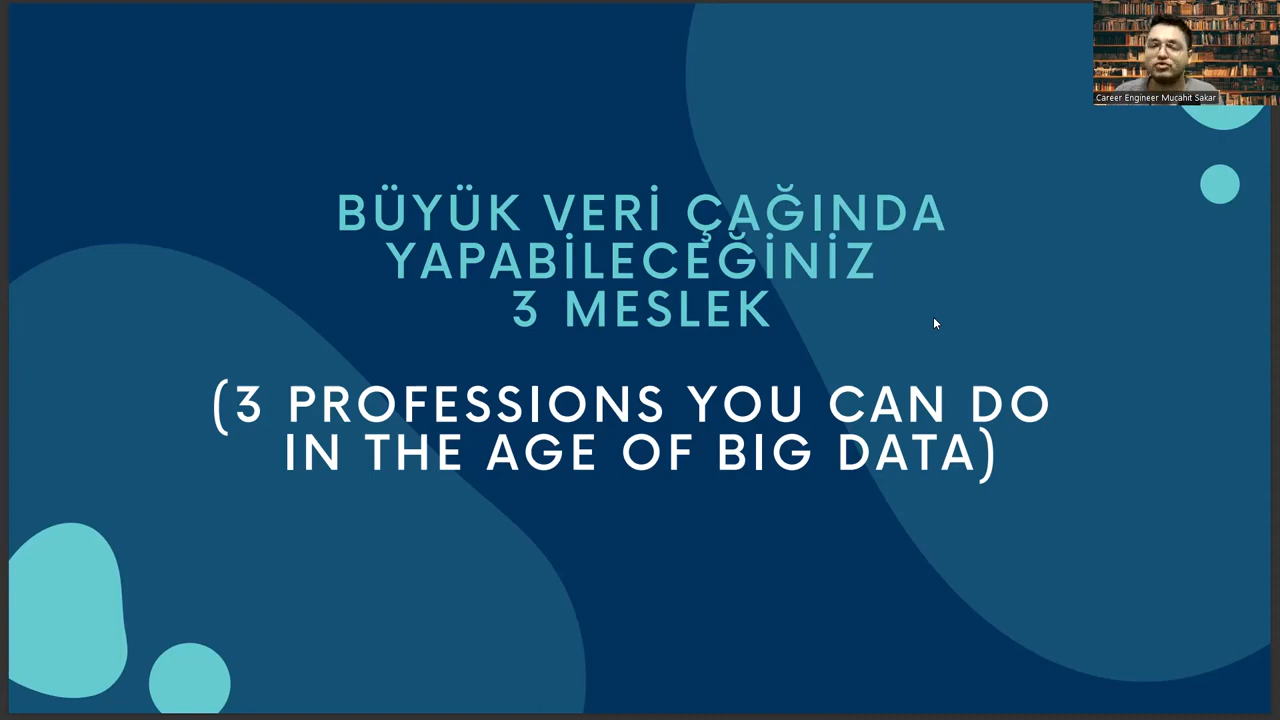 Career Engineer Mucahit Sakar
BÜYÜK VERİ ÇAĞINDA
YAPABİLECEĞİNİZ
3 MESLEK
(3 PROFESSIONS YOU CAN DO
IN THE AGE OF BIG DATA)